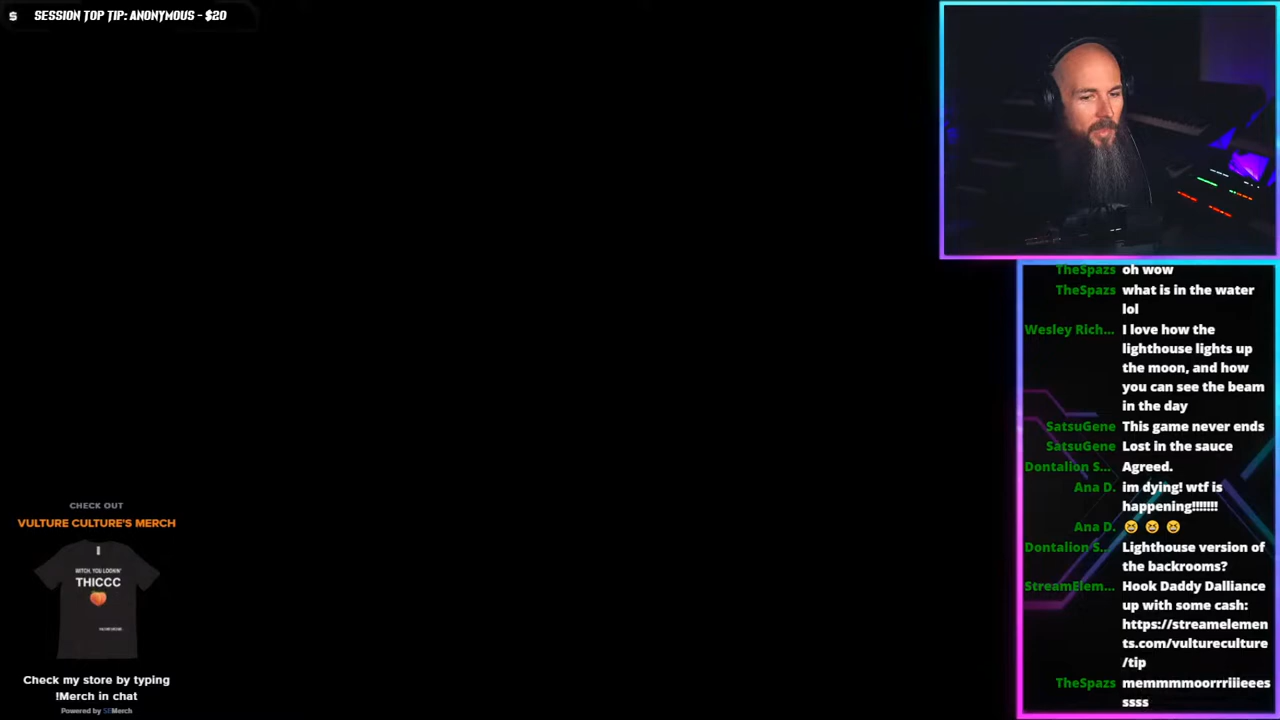 SESSION TOP TIP: ANONYMOUS - $20
TheSpazs oh wow
TheSpazs what is in the water
lol
Wesley Rich... I love how the
lighthouse lights up
the moon, and how
you can see the beam
in the day
SatsuGene This game never ends
SatsuGene Lost in the sauce
Dontalion S... Agreed.
Ana D. im dying! wtf is
happening!!!!!!!
Ana D. 😆 😆 😆
Dontalion S... Lighthouse version of
the backrooms?
StreamElem... Hook Daddy Dalliance
up with some cash:
https://streamelemen
ts.com/vultureculture
/tip
TheSpazs memmmmoorrriiieees
ssss
CHECK OUT
VULTURE CULTURE'S MERCH
BITCH, YOU LOOKIN'
THICCC
Check my store by typing
!Merch in chat
Powered by SEMerch